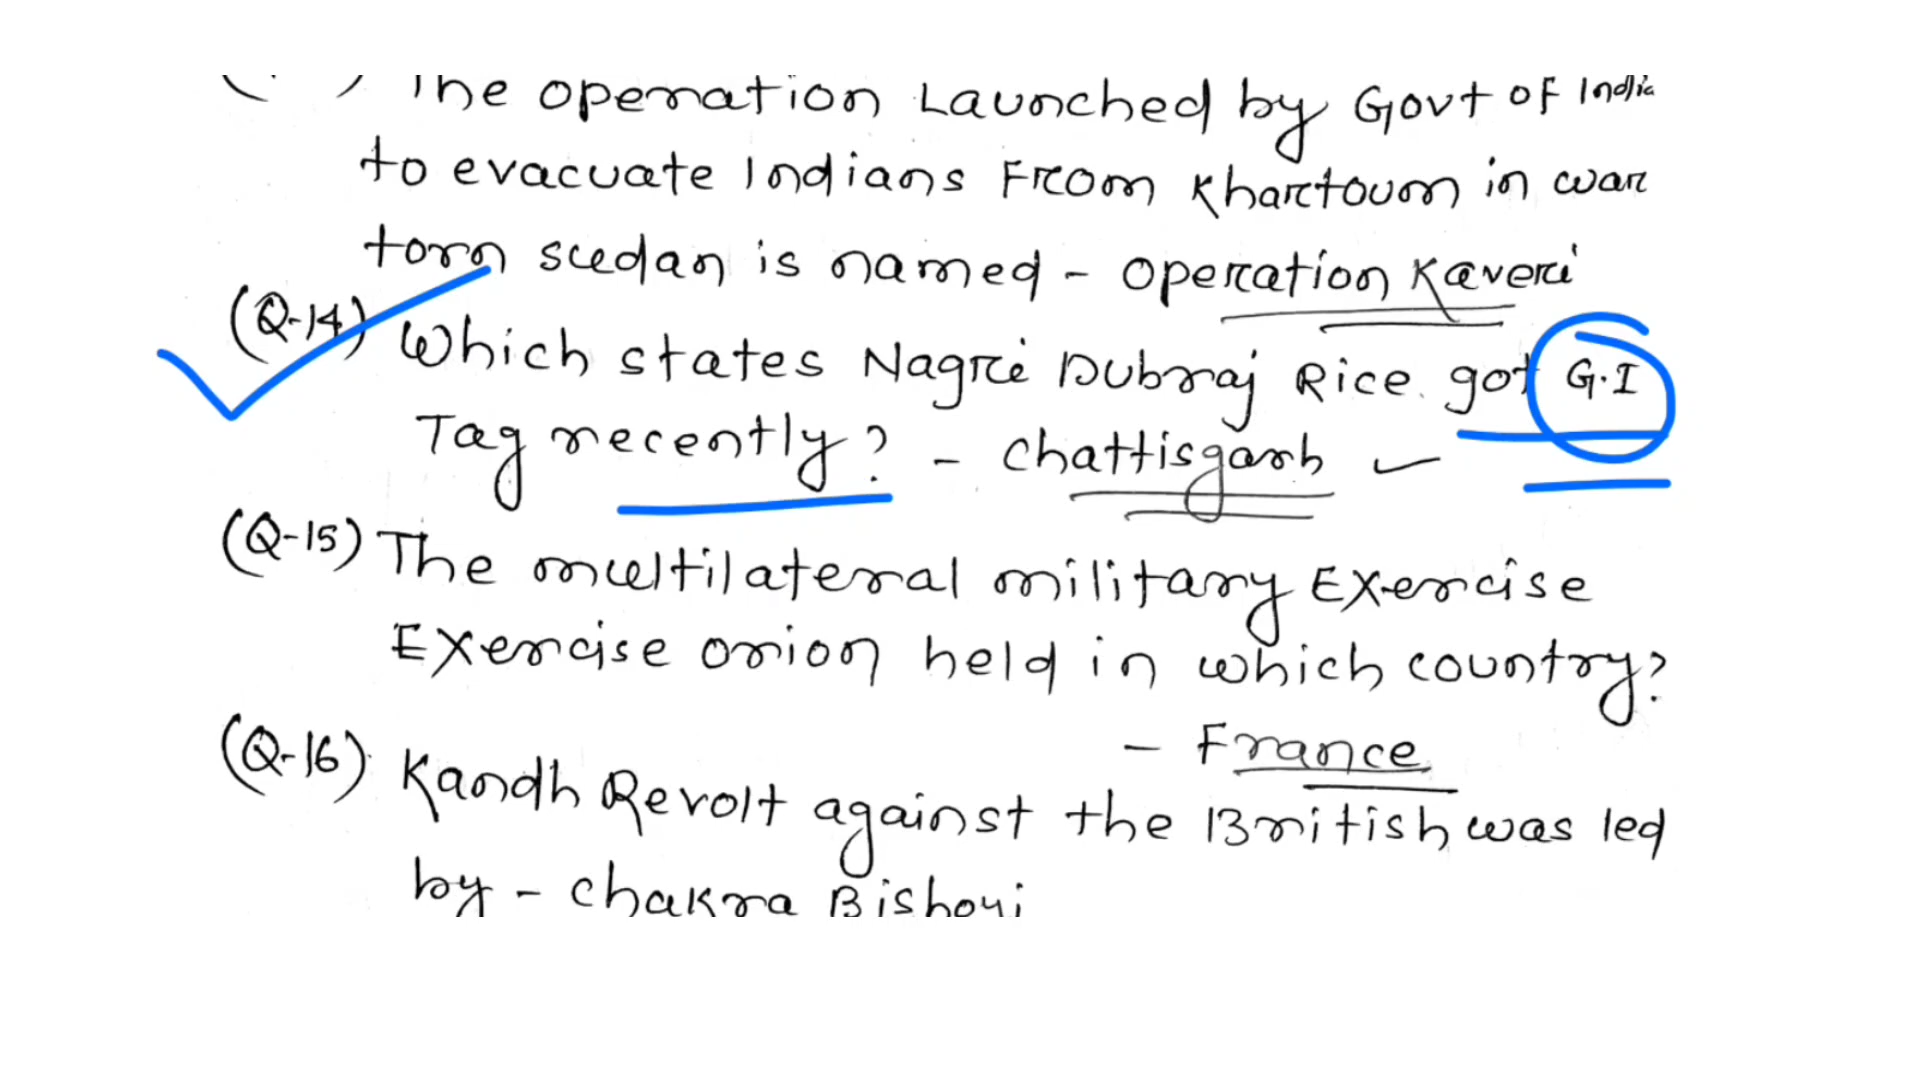 The operation Launched by Govt of India
to evacuate Indians From Khartoum in war
torn sudan is named - operation Kaveri
(Q-14) Which states Nagri Dubraj Rice. got G.I
Tag recently? - Chattisgarh
(Q-15) The multilateral military Exercise
Exercise orion held in which country?
- France
(Q-16) Kandh Revolt against the British was led
by - Chakra Bishoyi